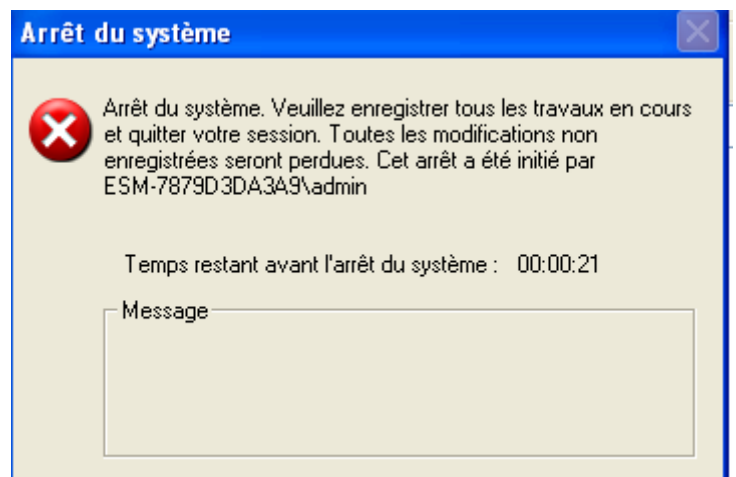 Arrêt du système
Arrêt du système. Veuillez enregistrer tous les travaux en cours
et quitter votre session. Toutes les modifications non
enregistrées seront perdues. Cet arrêt a été initié par
ESM-7879D3DA3A9\admin
Temps restant avant l'arrêt du système : 00:00:21
Message